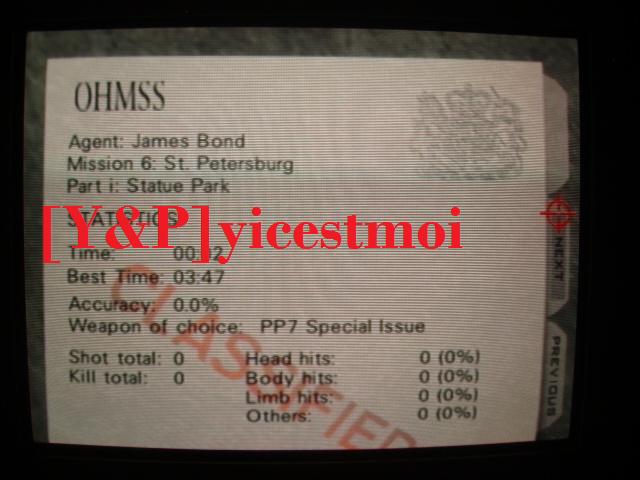 OHMSS
Agent: James Bond
Mission 6: St. Petersburg
Part i: Statue Park
STATISTICS
[Y&P]yicestmoi
Time:
Best Time: 03:47
Accuracy: 0.0%
Weapon of choice: PP7 Special Issue
Shot total: 0 Head hits: 0 (0%)
Kill total: 0 Body hits: 0 (0%)
Limb hits: 0 (0%)
Others: 0 (0%)
CLASSIFIED
NEXT
PREVIOUS